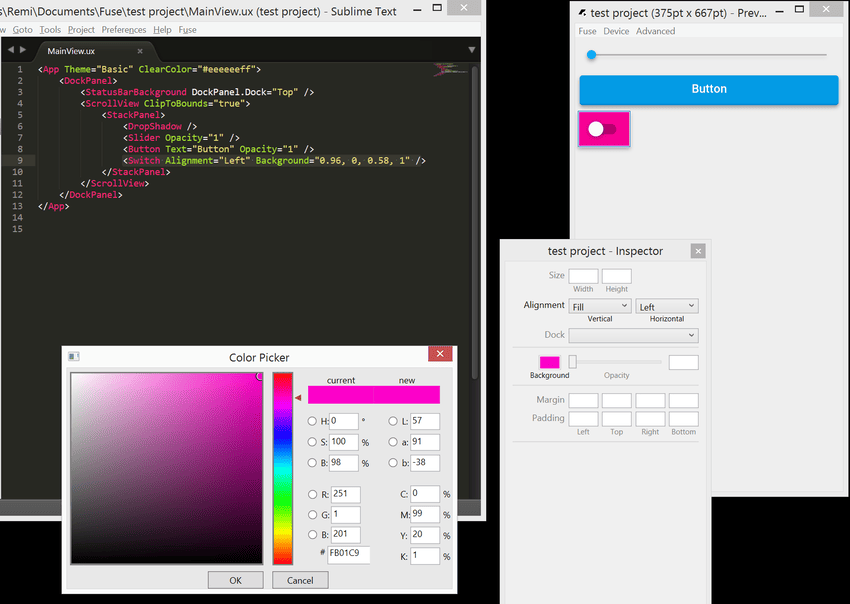 s\Remi\Documents\Fuse\test project\MainView.ux (test project) - Sublime Text
w Goto Tools Project Preferences Help Fuse
MainView.ux
1 <App Theme="Basic" ClearColor="#eeeeeeff">
2 <DockPanel>
3 <StatusBarBackground DockPanel.Dock="Top" />
4 <ScrollView ClipToBounds="true">
5 <StackPanel>
6 <DropShadow />
7 <Slider Opacity="1" />
8 <Button Text="Button" Opacity="1" />
9 <Switch Alignment="Left" Background="0.96, 0, 0.58, 1" />
10 </StackPanel>
11 </ScrollView>
12 </DockPanel>
13 </App>
14
15
test project (375pt x 667pt) - Prev...
Fuse Device Advanced
Button
test project - Inspector
Size
Width Height
Alignment Fill Left
Vertical Horizontal
Dock
Background Opacity
Margin
Padding
Left Top Right Bottom
Color Picker
current new
H: 0 ° L: 57
S: 100 % a: 91
B: 98 % b: -38
R: 251 C: 0 %
G: 1 M: 99 %
B: 201 Y: 20 %
# FB01C9 K: 1 %
OK Cancel